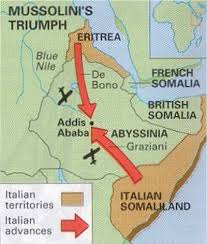 MUSSOLINI'S
TRIUMPH
ERITREA
Blue
Nile
De
Bono
FRENCH
SOMALIA
BRITISH
SOMALIA
Addis
Ababa
ABYSSINIA
Graziani
ITALIAN
SOMALILAND
Italian
territories
Italian
advances